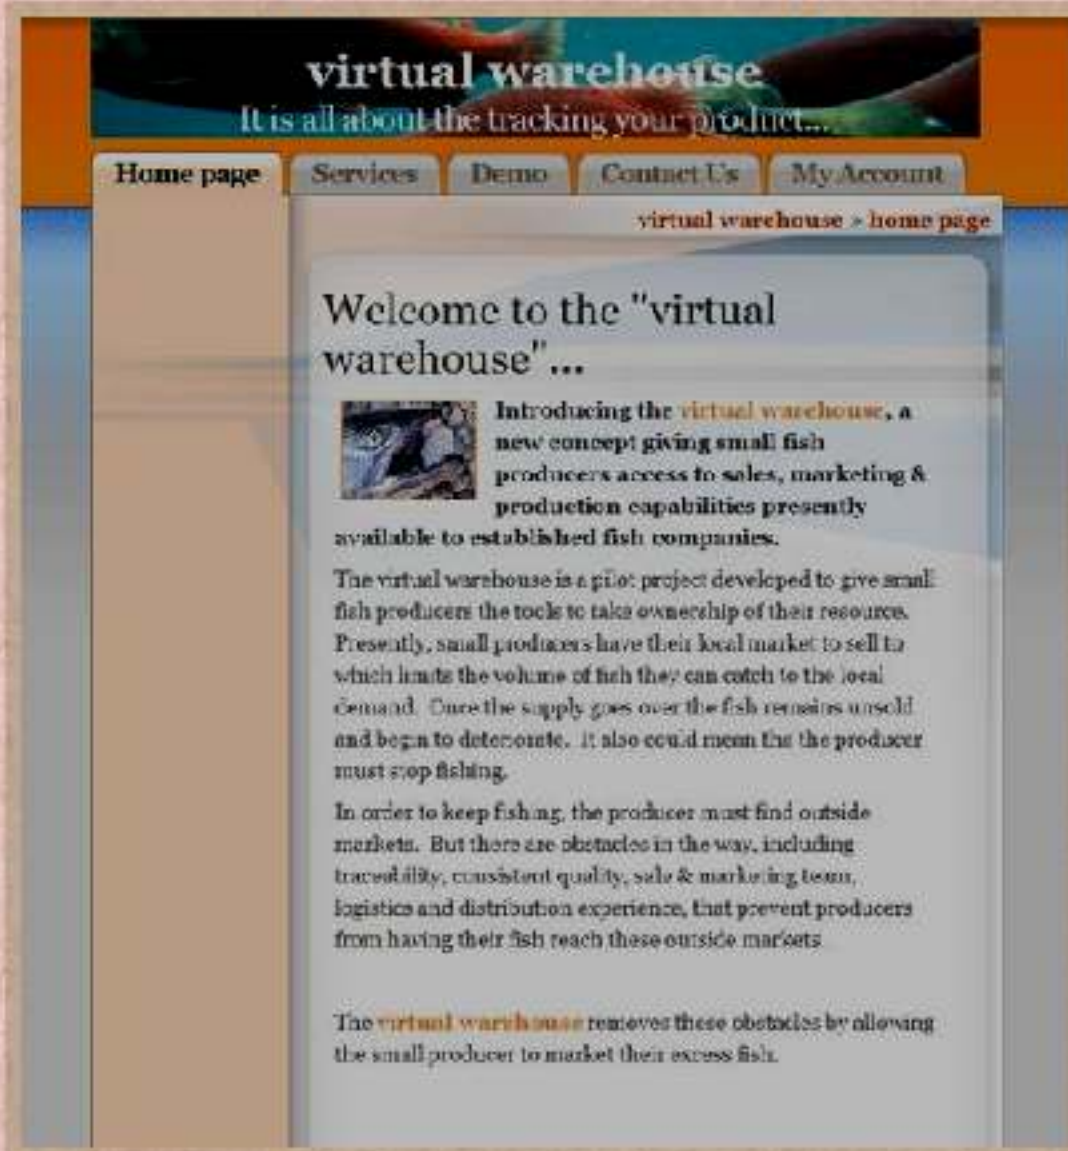 virtual warehouse
It is all about the tracking your product...
Home page
Services
Demo
Contact Us
My Account
virtual warehouse » home page
Welcome to the "virtual
warehouse"...
Introducing the virtual warehouse, a
new concept giving small fish
producers access to sales, marketing &
production capabilities presently
available to established fish companies.
The virtual warehouse is a pilot project developed to give small
fish producers the tools to take ownership of their resource.
Presently, small producers have their local market to sell to
which limits the volume of fish they can catch to the local
demand. Once the supply goes over the fish remains unsold
and begin to deteriorate. It also could mean tha the producer
must stop fishing.
In order to keep fishing, the producer must find outside
markets. But there are obstacles in the way, including
traceability, consistent quality, sale & marketing team,
logistics and distribution experience, that prevent producers
from having their fish reach these outside markets.
The virtual warehouse removes these obstacles by allowing
the small producer to market their excess fish.